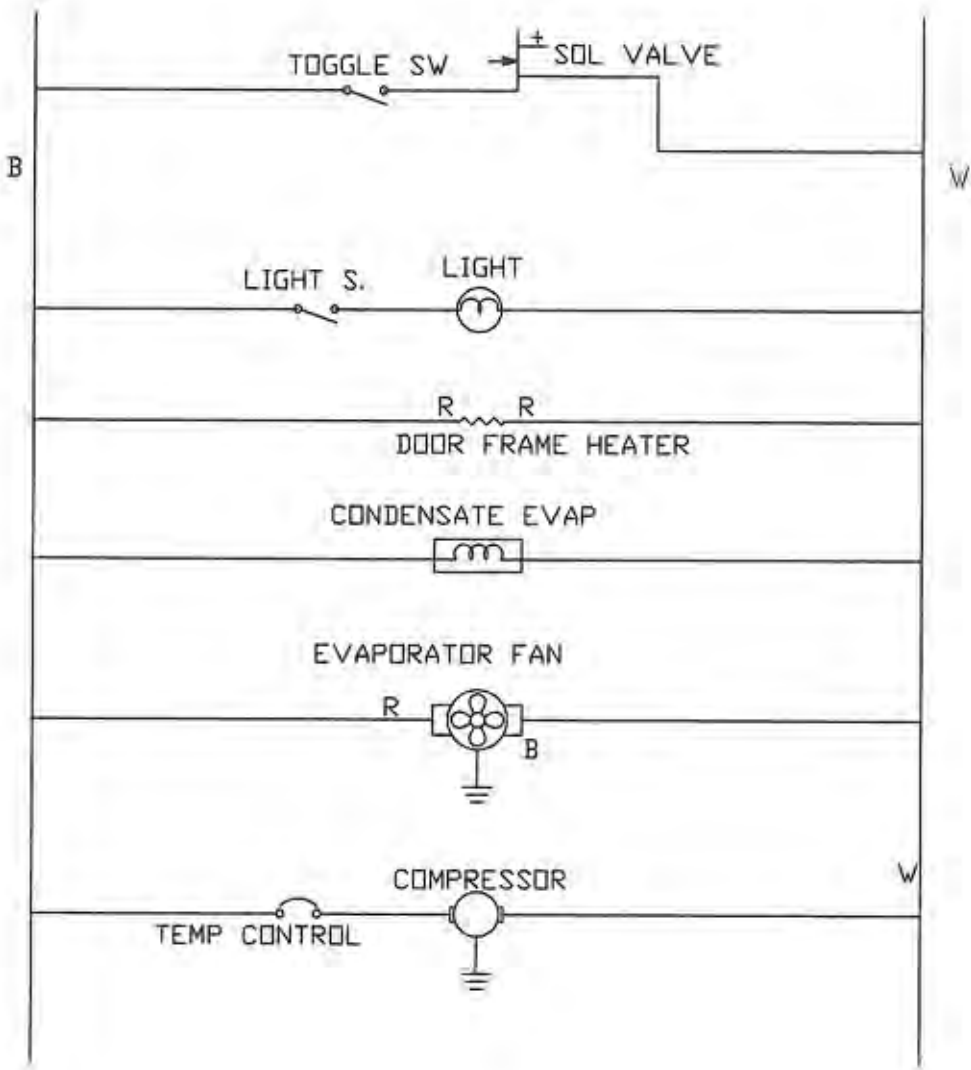 TOGGLE SW
+
SOL VALVE
B
W
LIGHT S.
LIGHT
R R
DOOR FRAME HEATER
CONDENSATE EVAP
EVAPORATOR FAN
R
B
COMPRESSOR
W
TEMP CONTROL